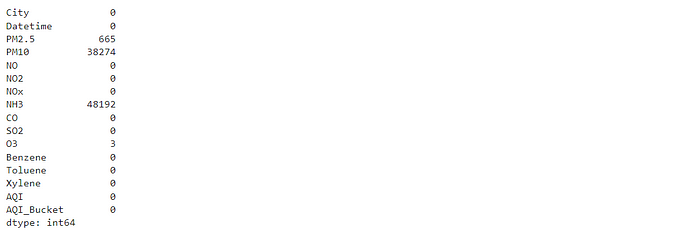 City 0
Datetime 0
PM2.5 665
PM10 38274
NO 0
NO2 0
NOx 0
NH3 48192
CO 0
SO2 0
O3 3
Benzene 0
Toluene 0
Xylene 0
AQI 0
AQI_Bucket 0
dtype: int64